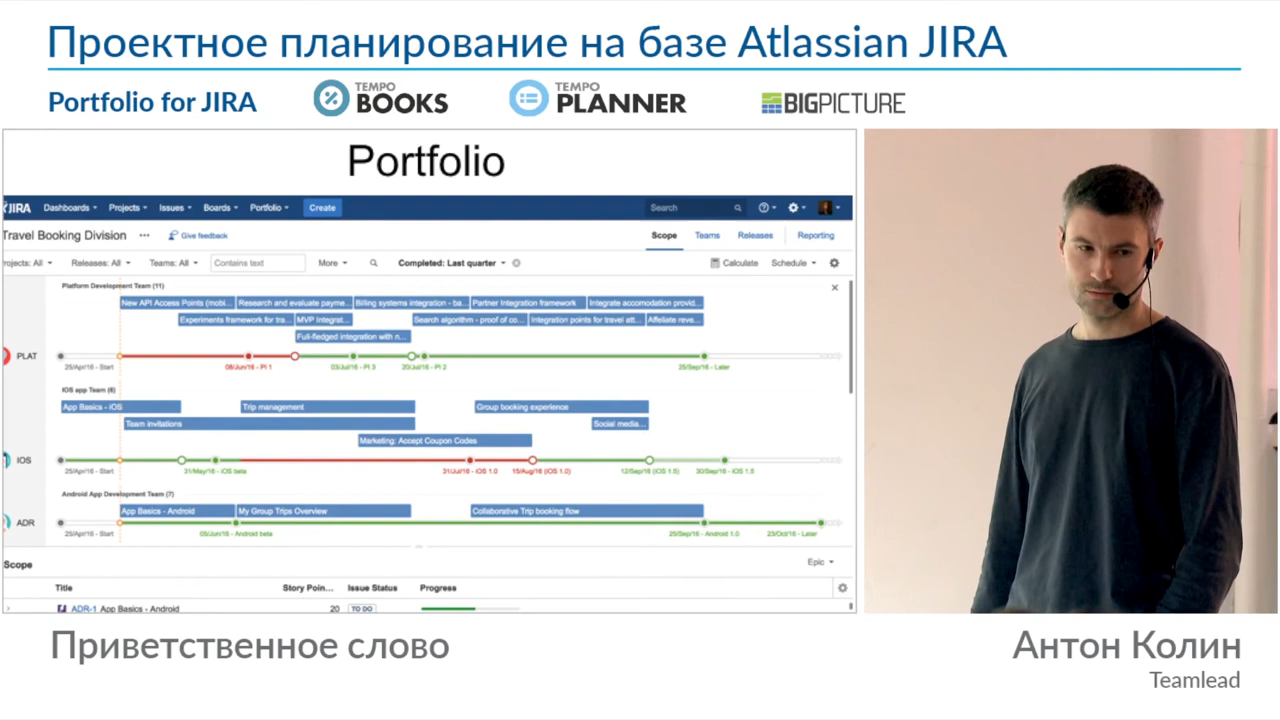 Проектное планирование на базе Atlassian JIRA
Portfolio for JIRA
TEMPO
BOOKS
TEMPO
PLANNER
BIGPICTURE
Portfolio
JIRA Dashboards Projects Issues Boards Portfolio Create Search
Travel Booking Division ... Give feedback Scope Teams Releases Reporting
rojects: All Releases: All Teams: All Contains text More Completed: Last quarter Calculate Schedule
Platform Development Team (11)
New API Access Points (mobi... Research and evaluate payme... Billing systems integration - ba... Partner Integration framework Integrate accomodation provid...
Experiments framework for tra... MVP Integrat... Search algorithm - proof of co... Integration points for travel att... Affiliate reve...
Full-fledged integration with n...
PLAT
25/Apr/16 - Start 08/Jun/16 - PI 1 03/Jul/16 - PI 3 20/Jul/16 - PI 2 25/Sep/16 - Later
IOS app Team (6)
App Basics - iOS Trip management Group booking experience
Team invitations Social media...
Marketing: Accept Coupon Codes
IOS
25/Apr/16 - Start 31/May/16 - iOS beta 31/Jul/16 - iOS 1.0 15/Aug/16 (iOS 1.0) 12/Sep/16 (iOS 1.5) 30/Sep/16 - iOS 1.5
Android App Development Team (7)
App Basics - Android My Group Trips Overview Collaborative Trip booking flow
ADR
25/Apr/16 - Start 05/Jun/16 - Android beta 25/Sep/16 - Android 1.0 23/Oct/16 - Later
Scope Epic
Title Story Poin... Issue Status Progress
ADR-1 App Basics - Android 20 TO DO
Приветственное слово
Антон Колин
Teamlead